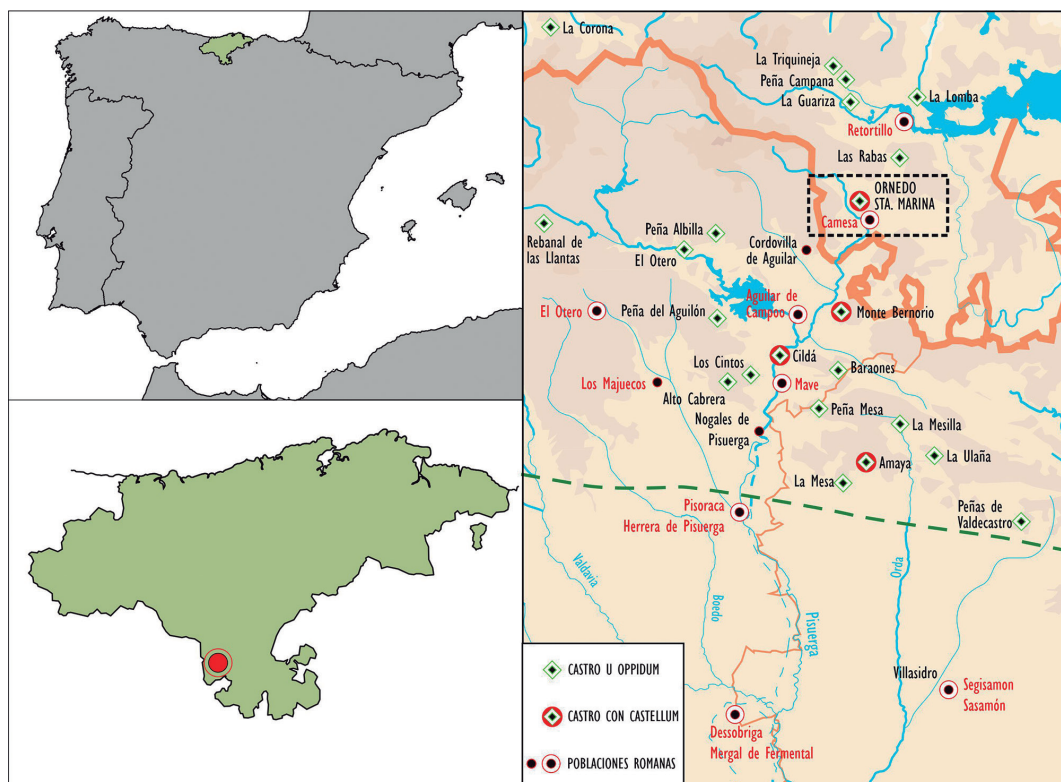 La Corona
La Triquineja
Peña Campana
La Guariza
La Lomba
Retortillo
Las Rabas
ORNEDO
STA. MARINA
Camesa
Rebanal de
las Llantas
Peña Albilla
El Otero
Cordovilla
de Aguilar
El Otero
Peña del Aguilón
Aguilar de
Campoo
Monte Bernorio
Cildá
Los Cintos
Baraones
Los Majuecos
Alto Cabrera
Mave
Nogales de
Pisuerga
Peña Mesa
La Mesilla
Amaya
La Ulaña
La Mesa
Pisoraca
Herrera de Pisuerga
Peñas de
Valdecastro
Valdavia
Boedo
Pisuerga
Orda
Villasidro
Segisamon
Sasamón
Dessobriga
Mergal de Fermental
CASTRO U OPPIDUM
CASTRO CON CASTELLUM
POBLACIONES ROMANAS